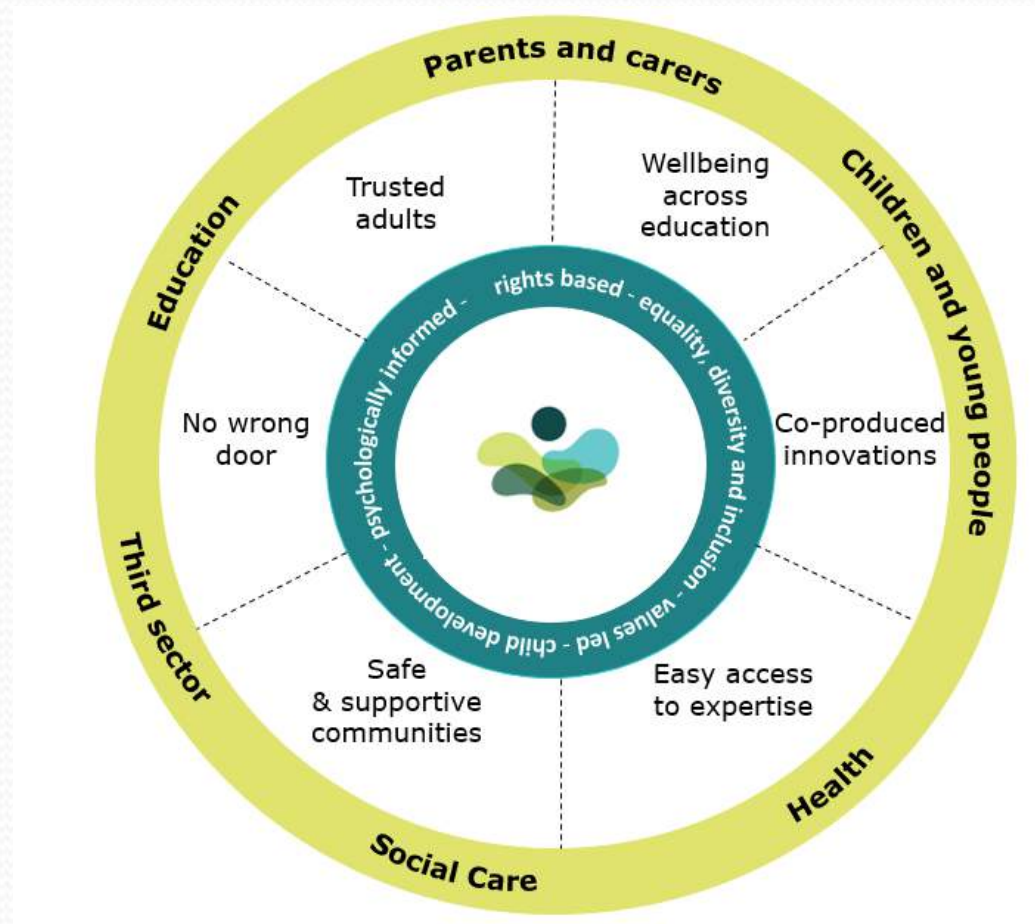 Parents and carers
Children and young people
Health
Social Care
Third sector
Education
Trusted
adults
Wellbeing
across
education
Co-produced
innovations
Easy access
to expertise
Safe
& supportive
communities
No wrong
door
rights based - equality, diversity and inclusion - values led - child development - psychologically informed -